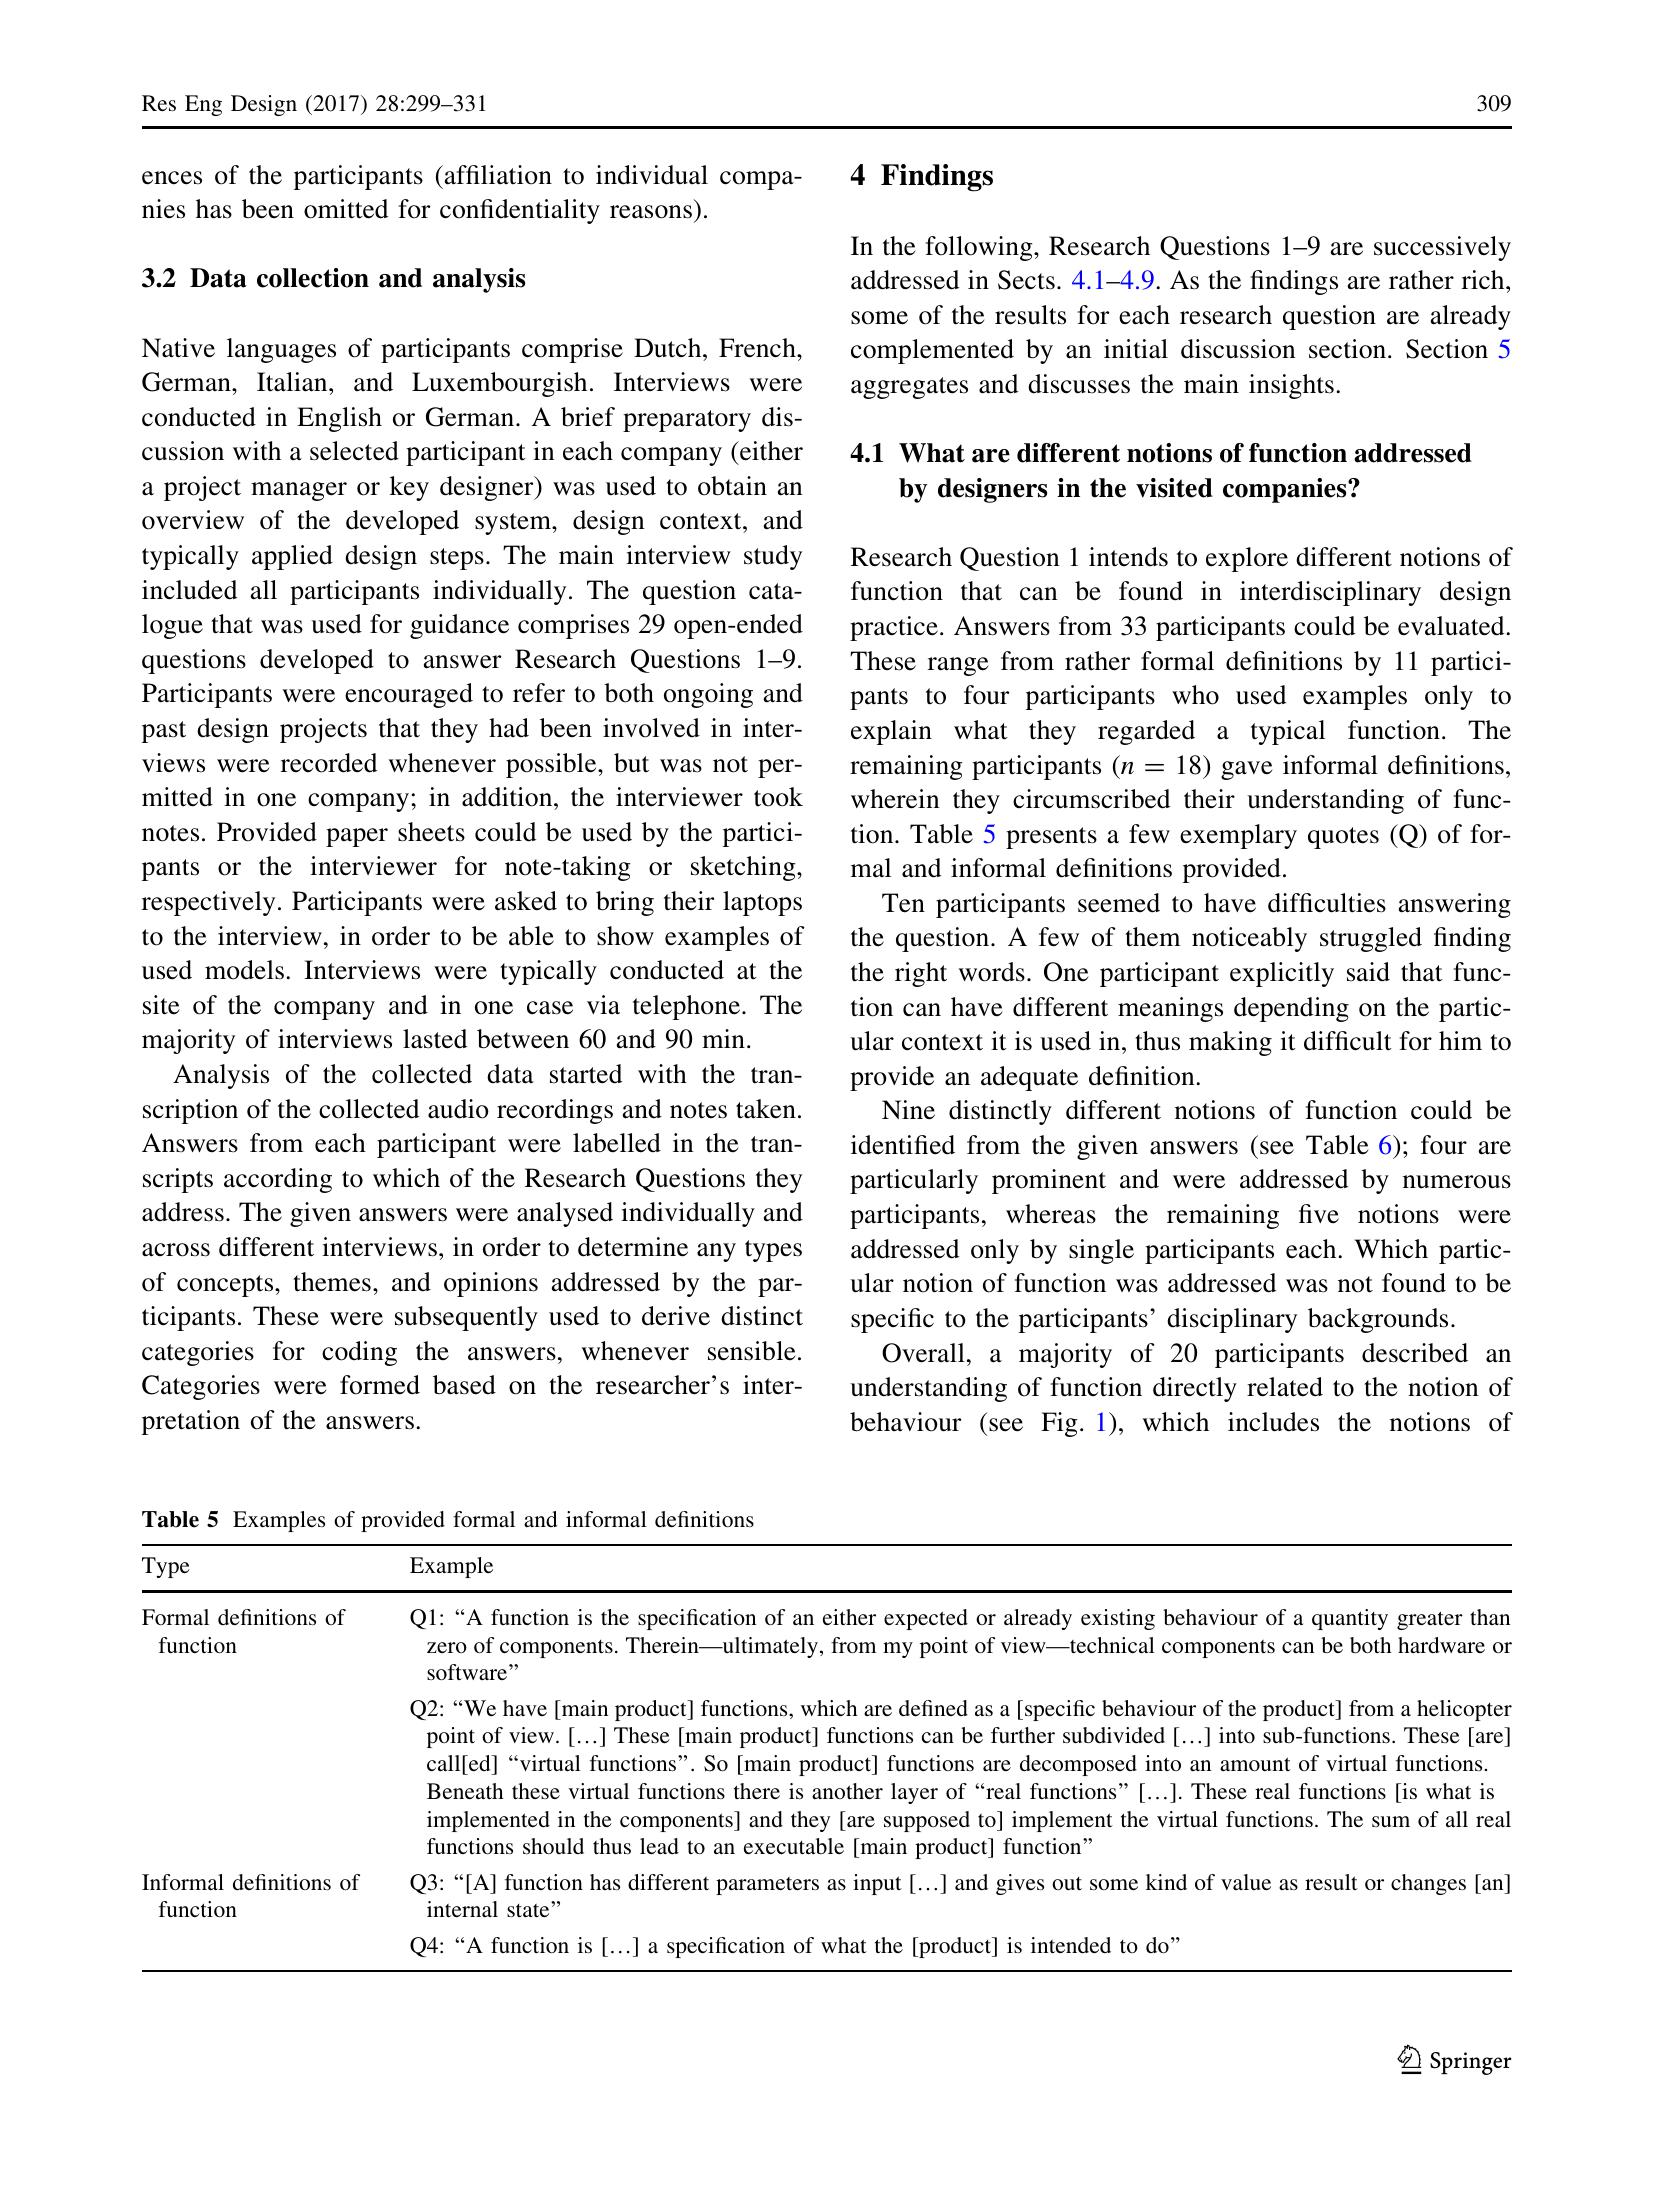 Res Eng Design (2017) 28:299–331
309
ences of the participants (affiliation to individual compa-
nies has been omitted for confidentiality reasons).
3.2 Data collection and analysis
Native languages of participants comprise Dutch, French,
German, Italian, and Luxembourgish. Interviews were
conducted in English or German. A brief preparatory dis-
cussion with a selected participant in each company (either
a project manager or key designer) was used to obtain an
overview of the developed system, design context, and
typically applied design steps. The main interview study
included all participants individually. The question cata-
logue that was used for guidance comprises 29 open-ended
questions developed to answer Research Questions 1–9.
Participants were encouraged to refer to both ongoing and
past design projects that they had been involved in inter-
views were recorded whenever possible, but was not per-
mitted in one company; in addition, the interviewer took
notes. Provided paper sheets could be used by the partici-
pants or the interviewer for note-taking or sketching,
respectively. Participants were asked to bring their laptops
to the interview, in order to be able to show examples of
used models. Interviews were typically conducted at the
site of the company and in one case via telephone. The
majority of interviews lasted between 60 and 90 min.
Analysis of the collected data started with the tran-
scription of the collected audio recordings and notes taken.
Answers from each participant were labelled in the tran-
scripts according to which of the Research Questions they
address. The given answers were analysed individually and
across different interviews, in order to determine any types
of concepts, themes, and opinions addressed by the par-
ticipants. These were subsequently used to derive distinct
categories for coding the answers, whenever sensible.
Categories were formed based on the researcher's inter-
pretation of the answers.
4 Findings
In the following, Research Questions 1–9 are successively
addressed in Sects. 4.1–4.9. As the findings are rather rich,
some of the results for each research question are already
complemented by an initial discussion section. Section 5
aggregates and discusses the main insights.
4.1 What are different notions of function addressed
by designers in the visited companies?
Research Question 1 intends to explore different notions of
function that can be found in interdisciplinary design
practice. Answers from 33 participants could be evaluated.
These range from rather formal definitions by 11 partici-
pants to four participants who used examples only to
explain what they regarded a typical function. The
remaining participants (n = 18) gave informal definitions,
wherein they circumscribed their understanding of func-
tion. Table 5 presents a few exemplary quotes (Q) of for-
mal and informal definitions provided.
Ten participants seemed to have difficulties answering
the question. A few of them noticeably struggled finding
the right words. One participant explicitly said that func-
tion can have different meanings depending on the partic-
ular context it is used in, thus making it difficult for him to
provide an adequate definition.
Nine distinctly different notions of function could be
identified from the given answers (see Table 6); four are
particularly prominent and were addressed by numerous
participants, whereas the remaining five notions were
addressed only by single participants each. Which partic-
ular notion of function was addressed was not found to be
specific to the participants' disciplinary backgrounds.
Overall, a majority of 20 participants described an
understanding of function directly related to the notion of
behaviour (see Fig. 1), which includes the notions of
Table 5 Examples of provided formal and informal definitions
Type Example
Formal definitions of
function
Q1: “A function is the specification of an either expected or already existing behaviour of a quantity greater than
zero of components. Therein—ultimately, from my point of view—technical components can be both hardware or
software”
Q2: “We have [main product] functions, which are defined as a [specific behaviour of the product] from a helicopter
point of view. […] These [main product] functions can be further subdivided […] into sub-functions. These [are]
call[ed] “virtual functions”. So [main product] functions are decomposed into an amount of virtual functions.
Beneath these virtual functions there is another layer of “real functions” […]. These real functions [is what is
implemented in the components] and they [are supposed to] implement the virtual functions. The sum of all real
functions should thus lead to an executable [main product] function”
Informal definitions of
function
Q3: “[A] function has different parameters as input […] and gives out some kind of value as result or changes [an]
internal state”
Q4: “A function is […] a specification of what the [product] is intended to do”
Springer